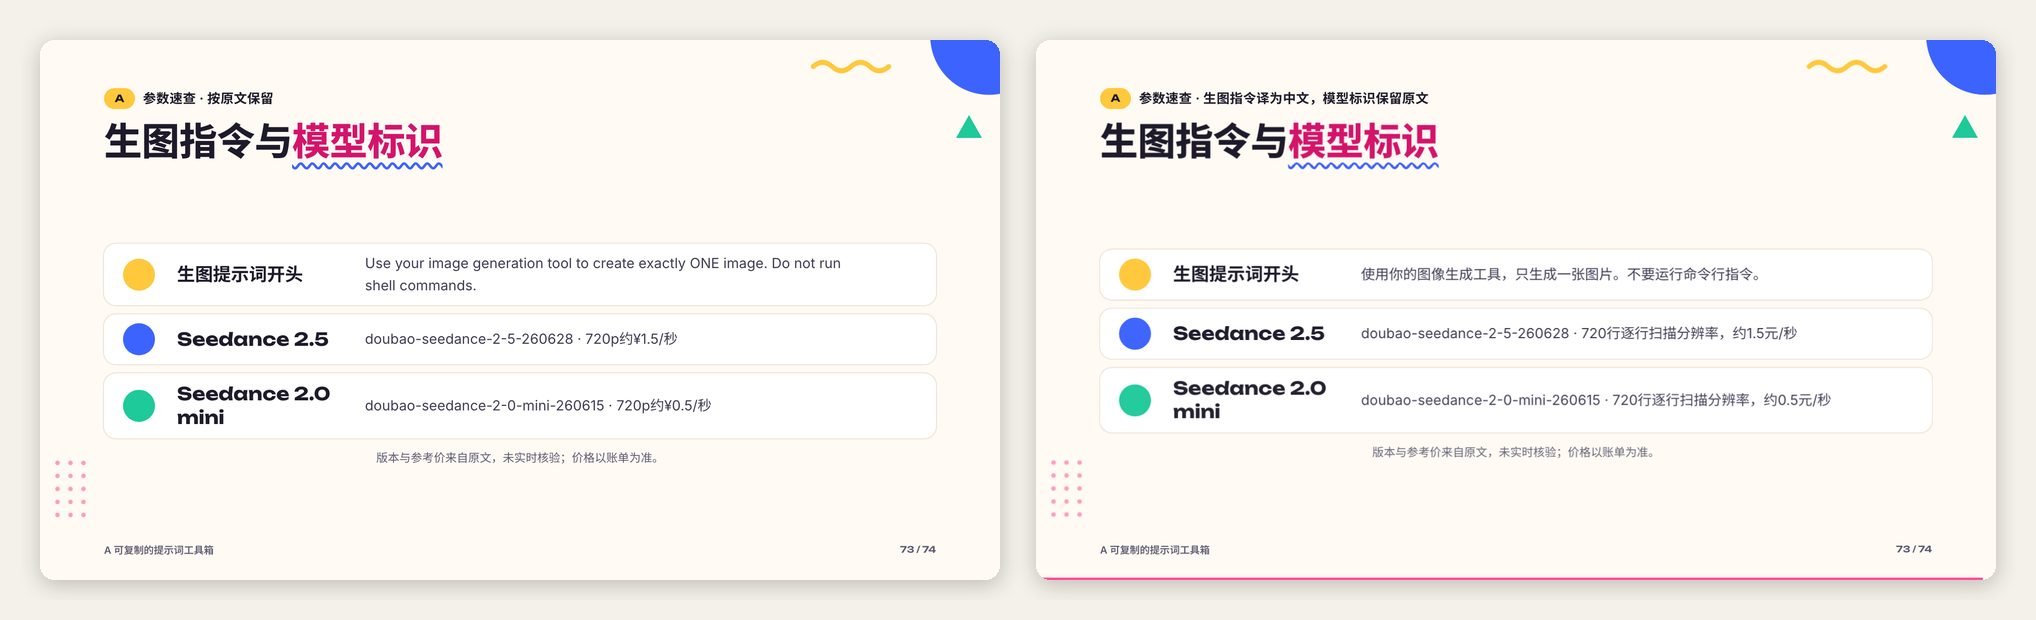 A 参数速查 · 按原文保留
生图指令与模型标识
生图提示词开头
Use your image generation tool to create exactly ONE image. Do not run
shell commands.
Seedance 2.5
doubao-seedance-2-5-260628 · 720p约¥1.5/秒
Seedance 2.0
mini
doubao-seedance-2-0-mini-260615 · 720p约¥0.5/秒
版本与参考价来自原文，未实时核验；价格以账单为准。
A 可复制的提示词工具箱
73 / 74
A 参数速查 · 生图指令译为中文，模型标识保留原文
生图指令与模型标识
生图提示词开头
使用你的图像生成工具，只生成一张图片。不要运行命令行指令。
Seedance 2.5
doubao-seedance-2-5-260628 · 720行逐行扫描分辨率，约1.5元/秒
Seedance 2.0
mini
doubao-seedance-2-0-mini-260615 · 720行逐行扫描分辨率，约0.5元/秒
版本与参考价来自原文，未实时核验；价格以账单为准。
A 可复制的提示词工具箱
73 / 74